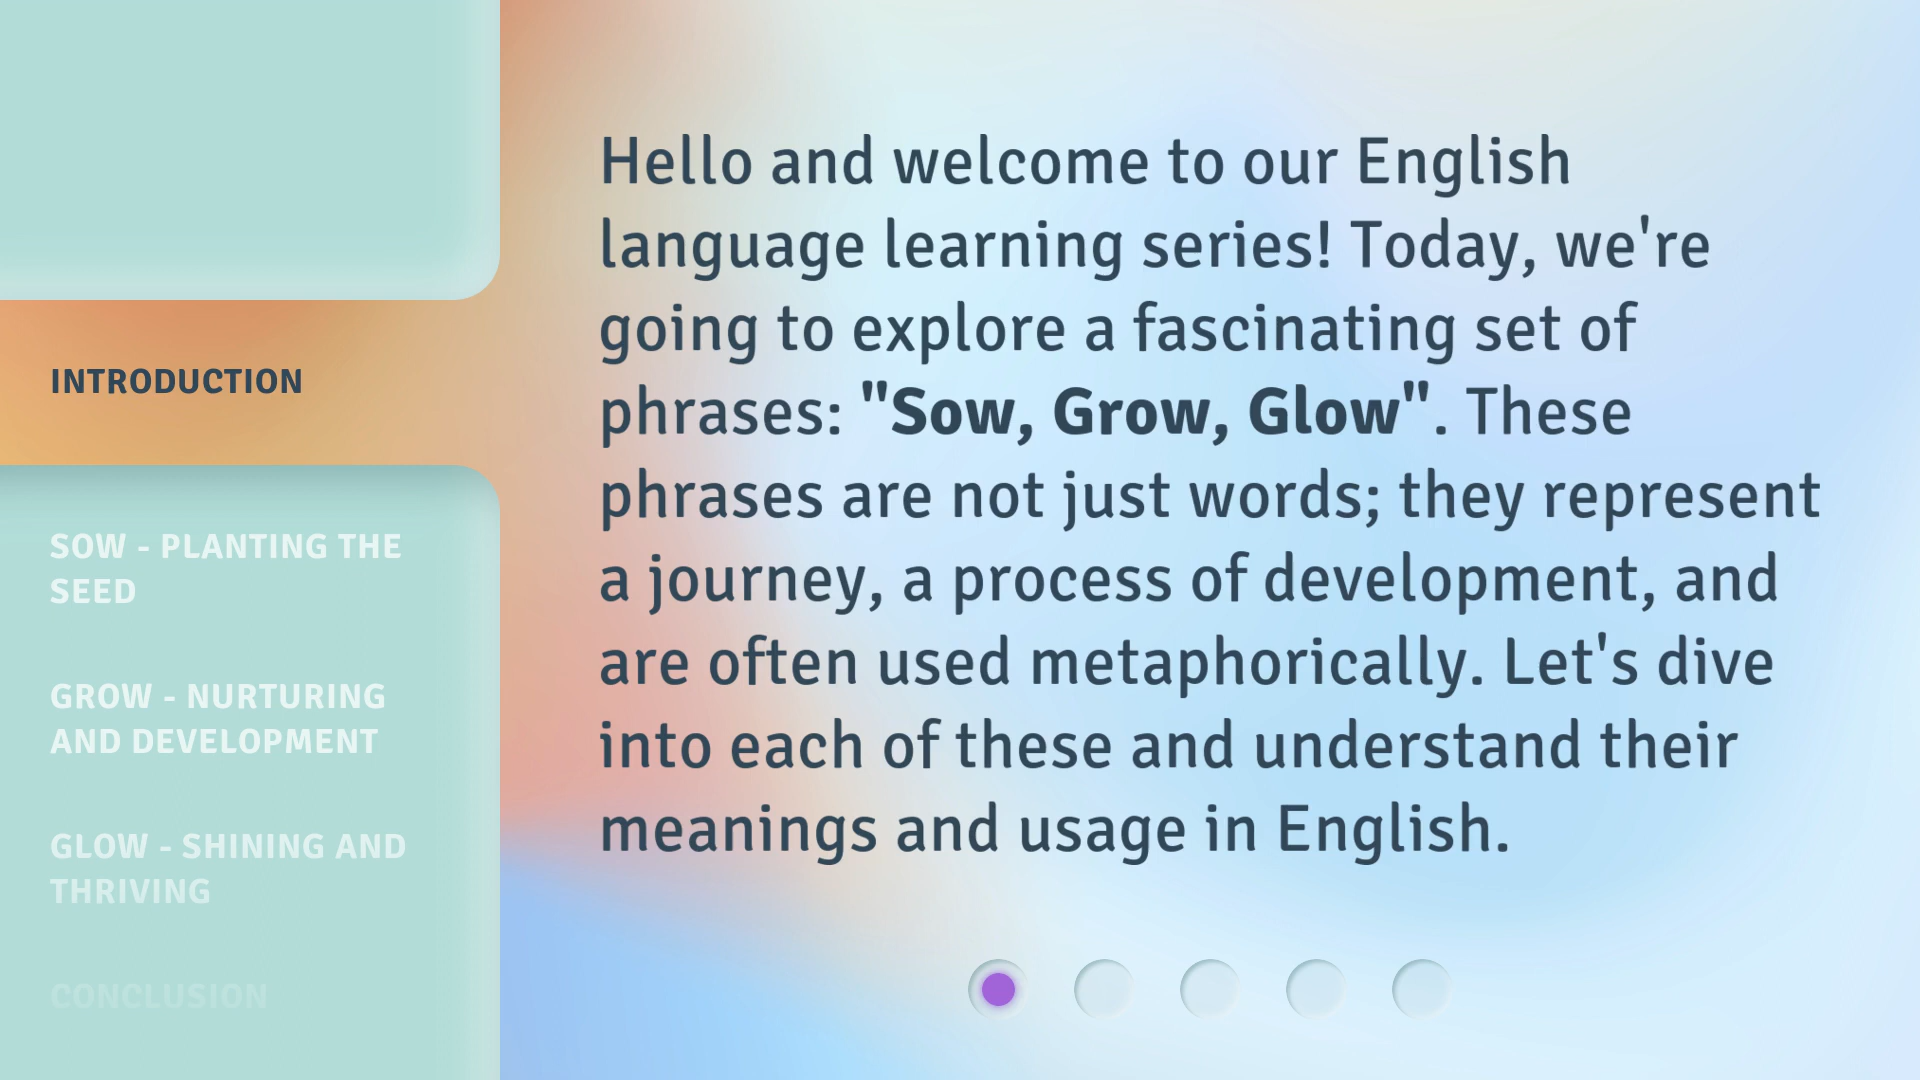 INTRODUCTION
SOW - PLANTING THE
SEED
GROW - NURTURING
AND DEVELOPMENT
GLOW - SHINING AND
THRIVING
CONCLUSION
Hello and welcome to our English
language learning series! Today, we're
going to explore a fascinating set of
phrases: "Sow, Grow, Glow". These
phrases are not just words; they represent
a journey, a process of development, and
are often used metaphorically. Let's dive
into each of these and understand their
meanings and usage in English.